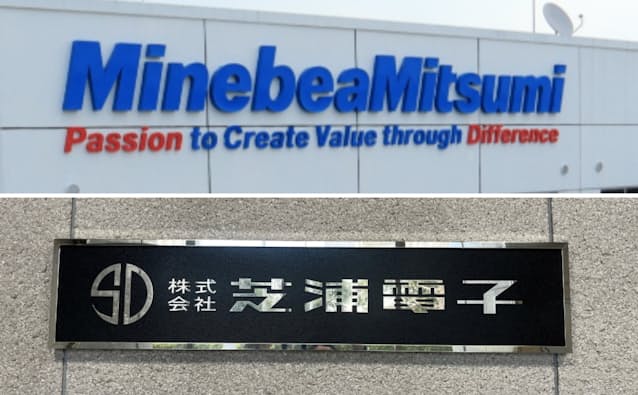 MinebeaMitsumi
Passion to Create Value through Difference
SD 株式会社 芝浦電子